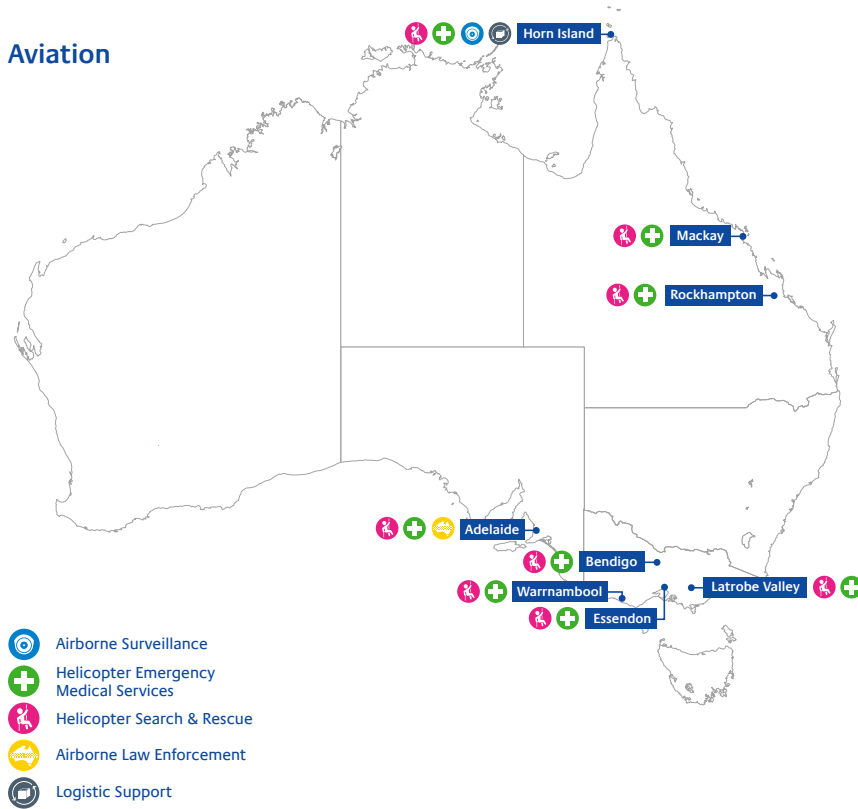 Aviation
Horn Island
Mackay
Rockhampton
Adelaide
Bendigo
Warrnambool
Latrobe Valley
Essendon
Airborne Surveillance
Helicopter Emergency
Medical Services
Helicopter Search & Rescue
Airborne Law Enforcement
Logistic Support